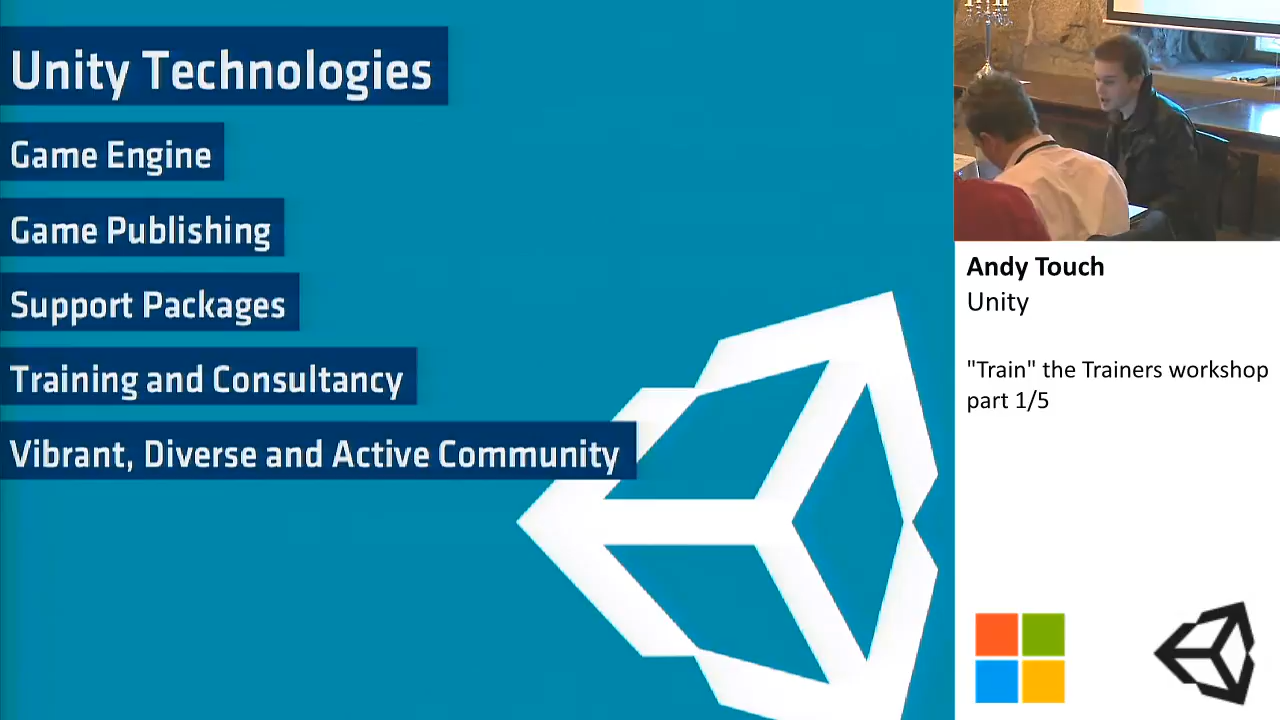 Unity Technologies
Game Engine
Game Publishing
Support Packages
Training and Consultancy
Vibrant, Diverse and Active Community
Andy Touch
Unity
"Train" the Trainers workshop
part 1/5